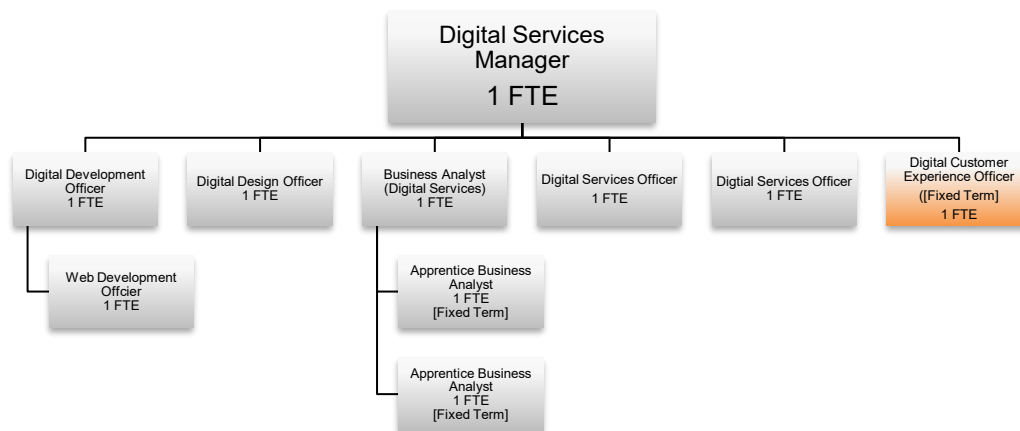 Digital Services
Manager
1 FTE
Digital Development
Officer
1 FTE
Digital Design Officer
1 FTE
Business Analyst
(Digital Services)
1 FTE
Digital Services Officer
1 FTE
Digtial Services Officer
1 FTE
Digital Customer
Experience Officer
([Fixed Term]
1 FTE
Web Development
Offcier
1 FTE
Apprentice Business
Analyst
1 FTE
[Fixed Term]
Apprentice Business
Analyst
1 FTE
[Fixed Term]